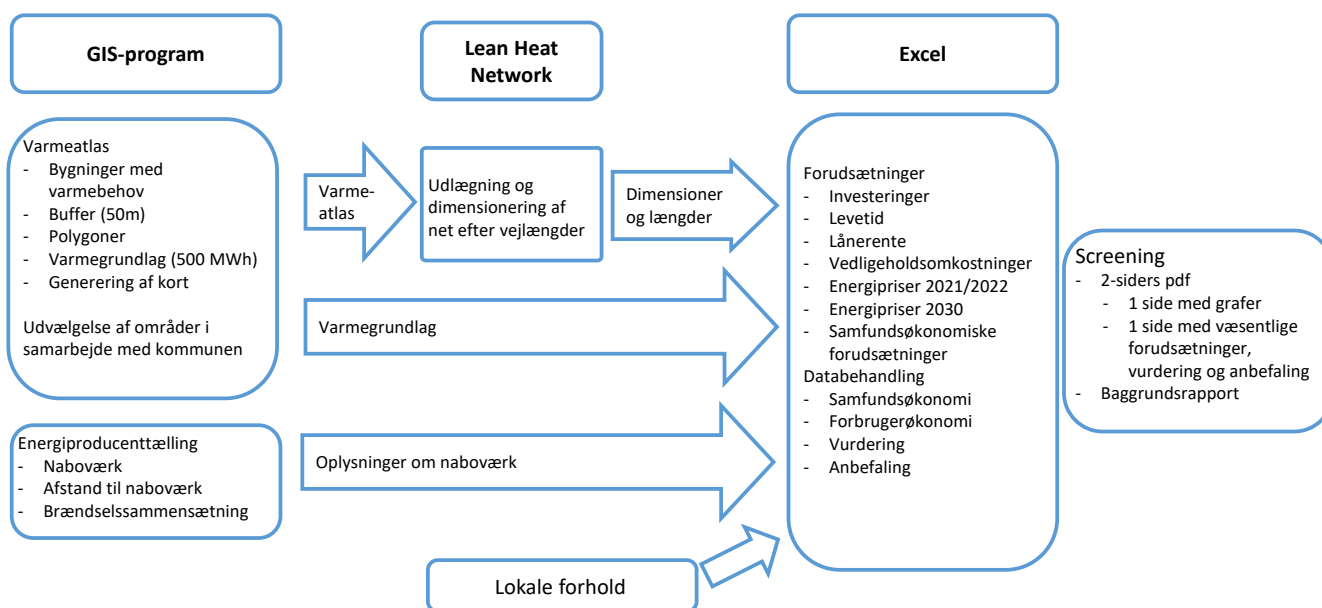 GIS-program
Lean Heat
Network
Excel
Varmeatlas
- Bygninger med
varmebehov
- Buffer (50m)
- Polygoner
- Varmegrundlag (500 MWh)
- Generering af kort
Udvælgelse af områder i
samarbejde med kommunen
Varme-
atlas
Udlægning og
dimensionering af
net efter vejlængder
Dimensioner
og længder
Varmegrundlag
Energiproducenttælling
- Naboværk
- Afstand til naboværk
- Brændselssammensætning
Oplysninger om naboværk
Lokale forhold
Forudsætninger
- Investeringer
- Levetid
- Lånerente
- Vedligeholdsomkostninger
- Energipriser 2021/2022
- Energipriser 2030
- Samfundsøkonomiske
forudsætninger
Databehandling
- Samfundsøkonomi
- Forbrugerøkonomi
- Vurdering
- Anbefaling
Screening
- 2-siders pdf
- 1 side med grafer
- 1 side med væsentlige
forudsætninger,
vurdering og anbefaling
- Baggrundsrapport